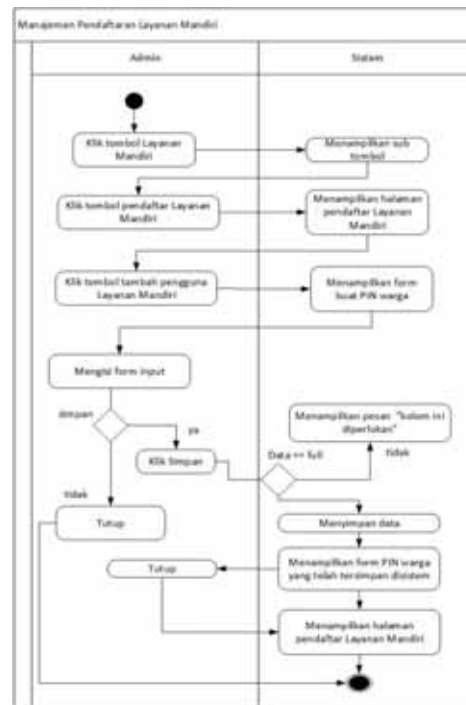 Manajeman Pendaftaran Layanan Mandiri
Admin
Sistem
Klik tombol Layanan
Mandiri
Menampilkan sub
tombol
Klik tombol pendaftar Layanan
Mandiri
Menampilkan halaman
pendaftar Layanan
Mandiri
Klik tombol tambah pengguna
Layanan Mandiri
Menampilkan form
buat PIN warga
Mengisi form input
simpan
ya
Klik Simpan
Menampilkan pesan "kolom ini
diperlukan"
Data == full
tidak
tidak
Tutup
Menyimpan data
Tutup
Menampilkan form PIN warga
yang telah tersimpan disistem
Menampilkan halaman
pendaftar Layanan Mandiri